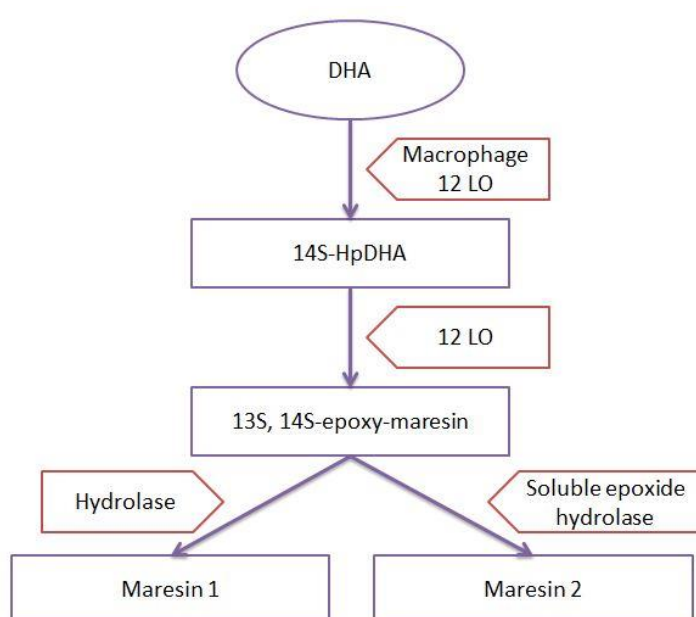 DHA
Macrophage
12 LO
14S-HpDHA
12 LO
13S, 14S-epoxy-maresin
Hydrolase
Soluble epoxide
hydrolase
Maresin 1
Maresin 2